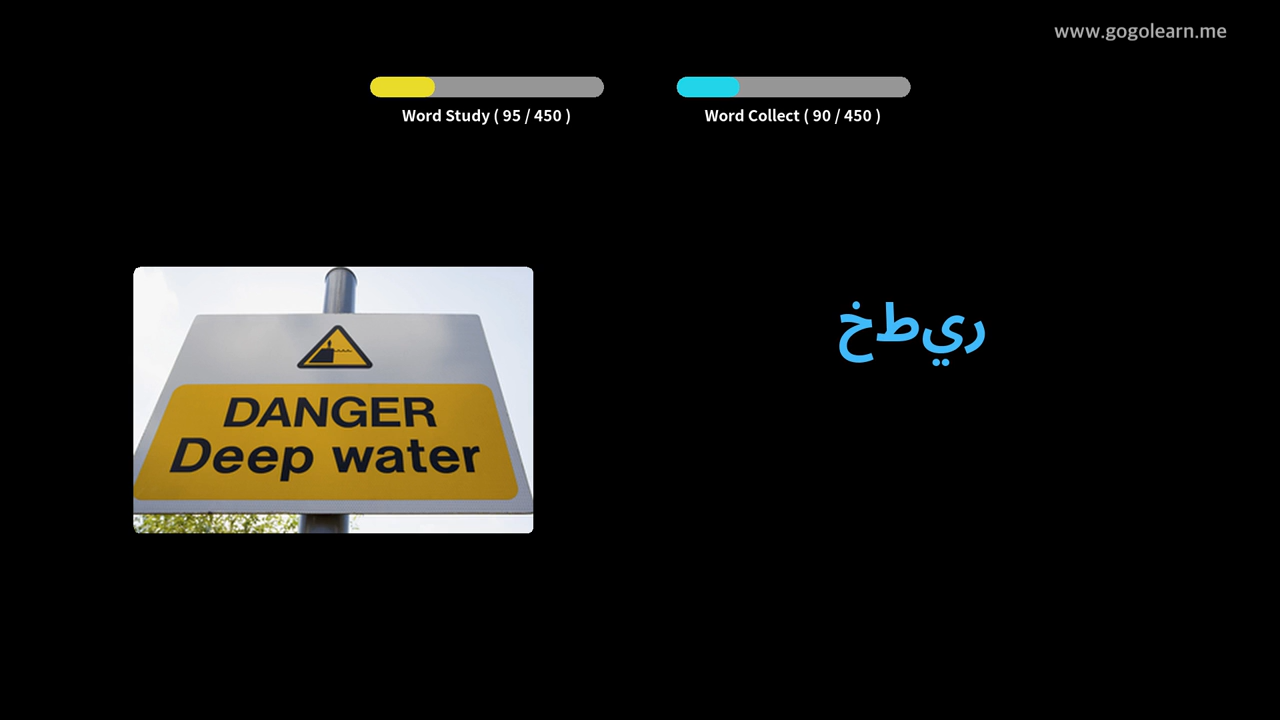 www.gogolearn.me
Word Study ( 95 / 450 )
Word Collect ( 90 / 450 )
ريطخ
DANGER
Deep water